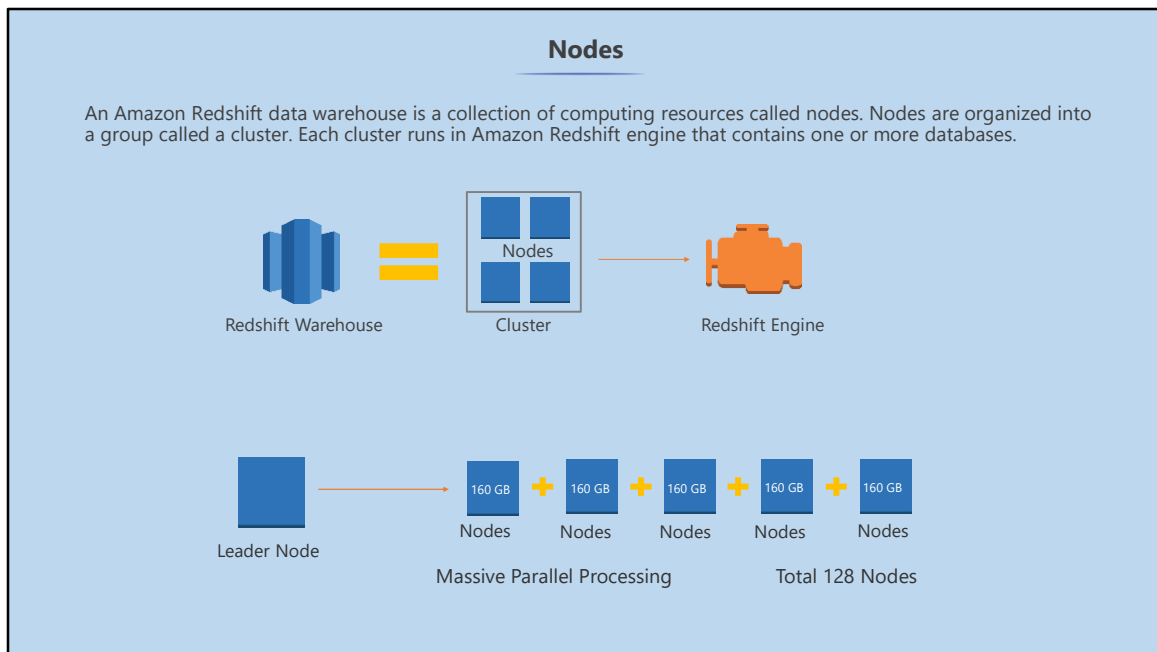 Nodes
An Amazon Redshift data warehouse is a collection of computing resources called nodes. Nodes are organized into
a group called a cluster. Each cluster runs in Amazon Redshift engine that contains one or more databases.
Nodes
Redshift Warehouse
Cluster
Redshift Engine
160 GB
160 GB
160 GB
160 GB
160 GB
Nodes
Nodes
Nodes
Nodes
Nodes
Leader Node
Massive Parallel Processing
Total 128 Nodes